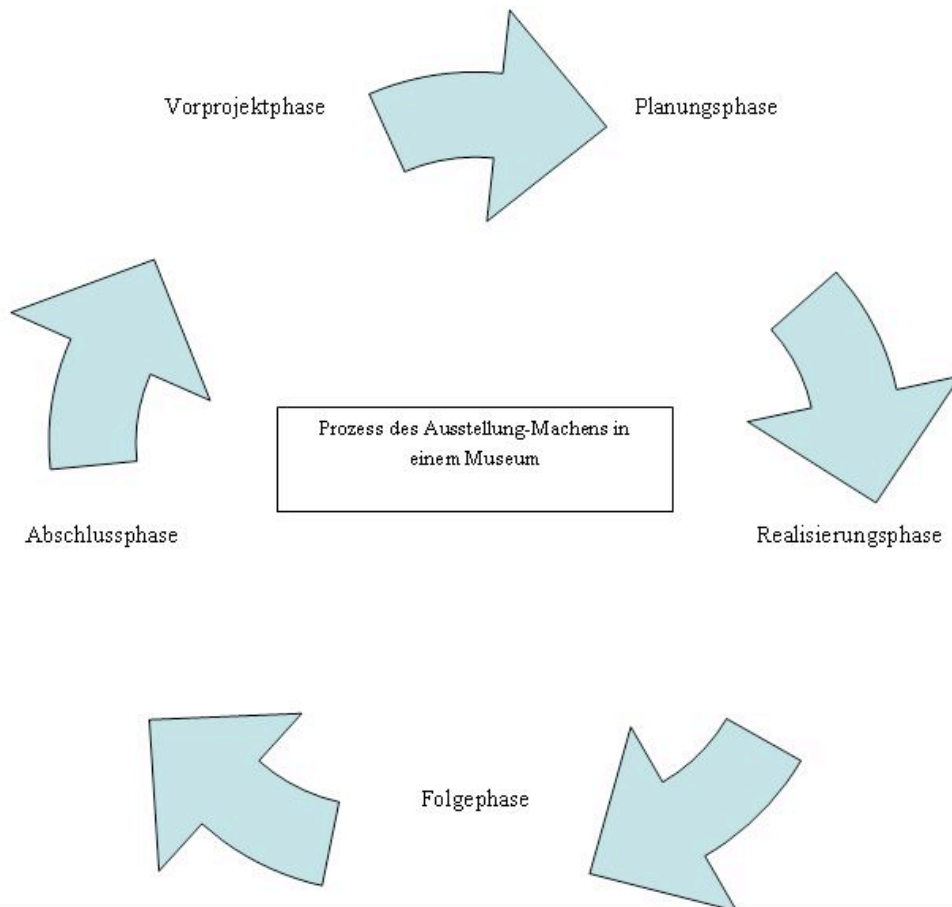 Vorprojektphase
Planungsphase
Prozess des Ausstellung-Machens in
einem Museum
Abschlussphase
Realisierungsphase
Folgephase